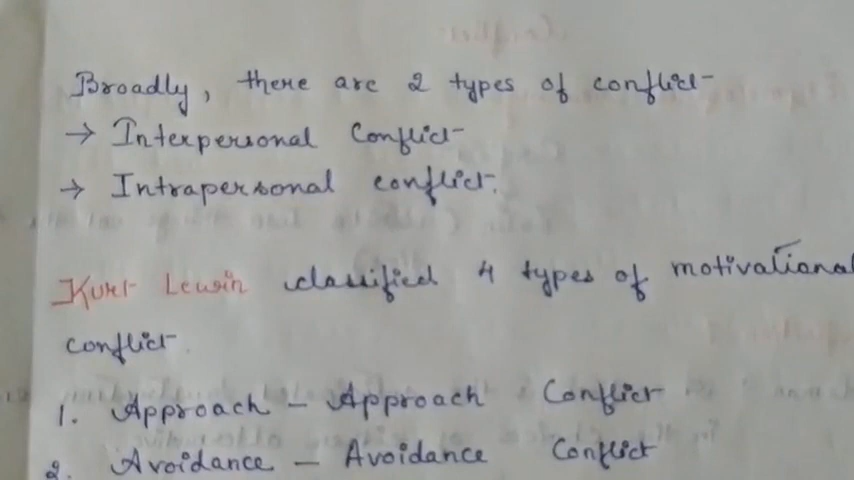 Broadly, there are 2 types of conflict
→ Interpersonal Conflict
→ Intrapersonal conflict.
Kurt Lewin classified 4 types of motivational
conflict.
1. Approach – Approach Conflict
2. Avoidance – Avoidance Conflict